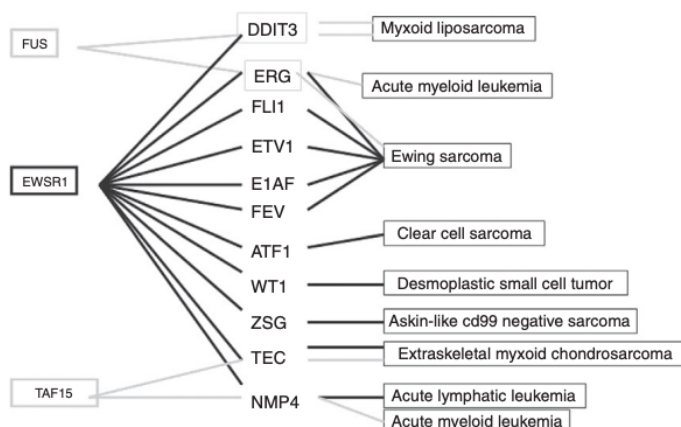 DDIT3
Myxoid liposarcoma
FUS
ERG
Acute myeloid leukemia
FLI1
ETV1
Ewing sarcoma
EWSR1
E1AF
FEV
ATF1
Clear cell sarcoma
WT1
Desmoplastic small cell tumor
ZSG
Askin-like cd99 negative sarcoma
TEC
Extraskeletal myxoid chondrosarcoma
TAF15
NMP4
Acute lymphatic leukemia
Acute myeloid leukemia